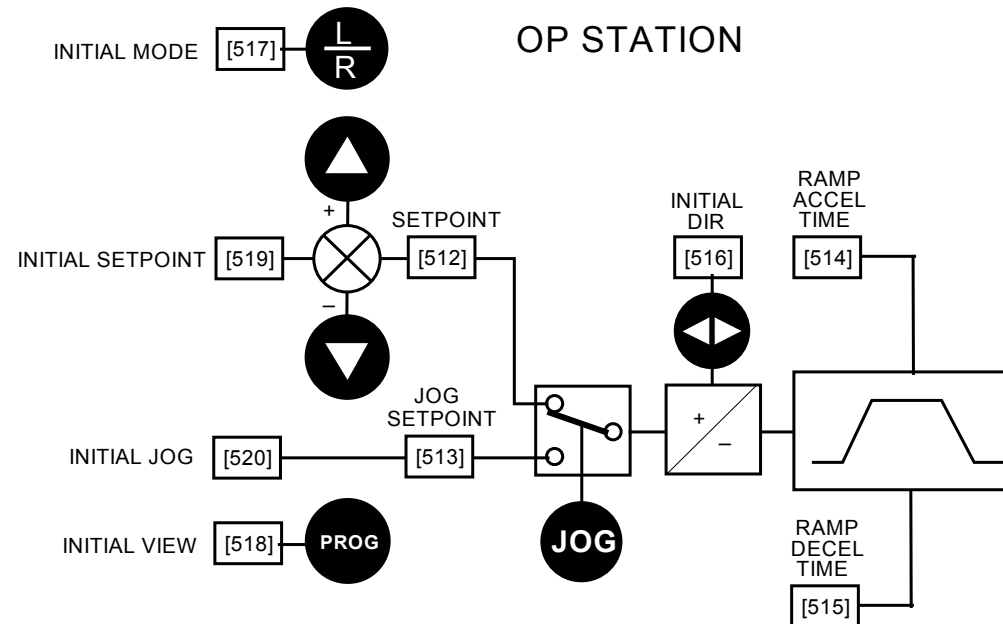 OP STATION
INITIAL MODE [517] L
R
+
INITIAL SETPOINT [519] SETPOINT
[512]
–
INITIAL
DIR
[516]
RAMP
ACCEL
TIME
[514]
JOG
SETPOINT
INITIAL JOG [520] [513]
+
–
INITIAL VIEW [518] PROG
JOG
RAMP
DECEL
TIME
[515]